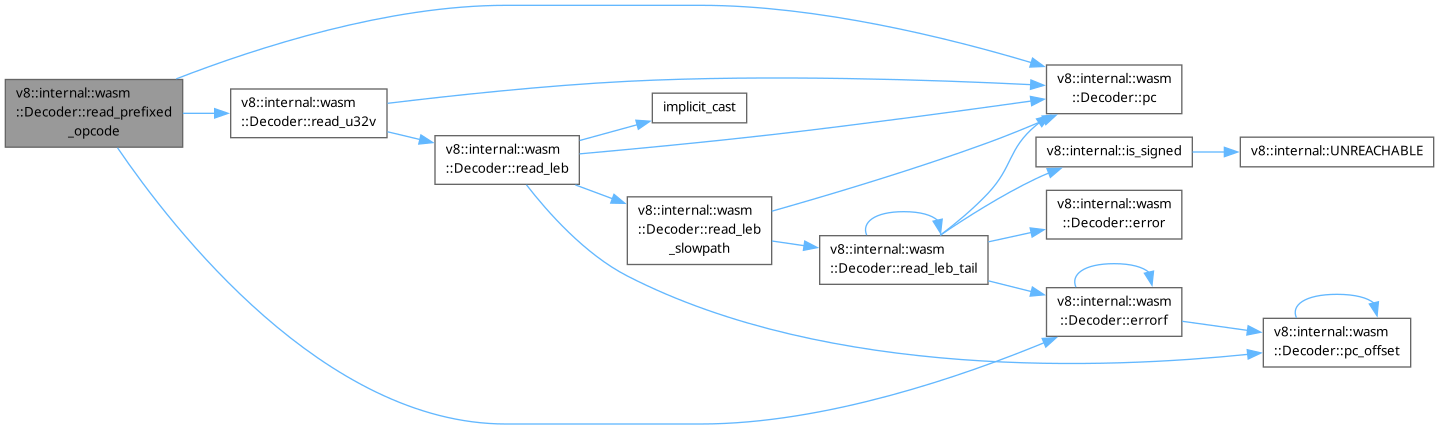 v8::internal::wasm
::Decoder::read_prefixed
_opcode
v8::internal::wasm
::Decoder::read_u32v
v8::internal::wasm
::Decoder::read_leb
implicit_cast
v8::internal::wasm
::Decoder::read_leb
_slowpath
v8::internal::wasm
::Decoder::read_leb_tail
v8::internal::wasm
::Decoder::pc
v8::internal::is_signed
v8::internal::UNREACHABLE
v8::internal::wasm
::Decoder::error
v8::internal::wasm
::Decoder::errorf
v8::internal::wasm
::Decoder::pc_offset